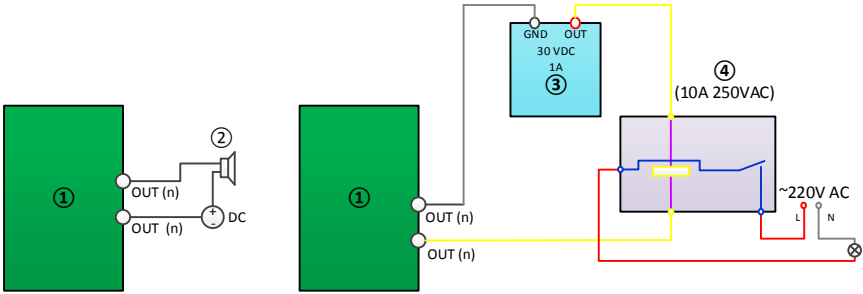 ①
②
OUT (n)
OUT (n)
+
-
DC
①
OUT (n)
OUT (n)
GND OUT
30 VDC
1A
③
④
(10A 250VAC)
~220V AC
L N